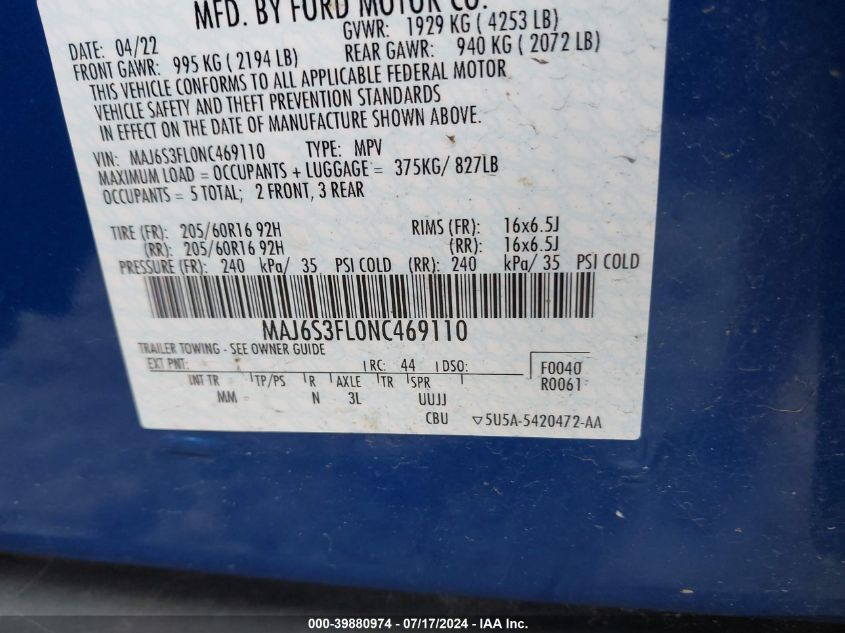 MFD. BY FORD MOTOR CO.
DATE: 04/22 GVWR: 1929 KG ( 4253 LB)
FRONT GAWR: 995 KG ( 2194 LB) REAR GAWR: 940 KG ( 2072 LB)
THIS VEHICLE CONFORMS TO ALL APPLICABLE FEDERAL MOTOR
VEHICLE SAFETY AND THEFT PREVENTION STANDARDS
IN EFFECT ON THE DATE OF MANUFACTURE SHOWN ABOVE.
VIN: MAJ6S3FL0NC469110 TYPE: MPV
MAXIMUM LOAD = OCCUPANTS + LUGGAGE = 375KG/ 827LB
OCCUPANTS = 5 TOTAL; 2 FRONT, 3 REAR
TIRE (FR): 205/60R16 92H RIMS (FR): 16x6.5J
(RR): 205/60R16 92H (RR): 16x6.5J
PRESSURE (FR): 240 kPa/ 35 PSI COLD (RR): 240 kPa/ 35 PSI COLD
MAJ6S3FL0NC469110
TRAILER TOWING - SEE OWNER GUIDE
EXT PNT: RC: 44 DSO: F0040
R0061
INT TR TP/PS R AXLE TR SPR
MM N 3L UUJJ
CBU ▽5U5A-5420472-AA
000-39880974 / 07/17/2024 / IAAI.com.